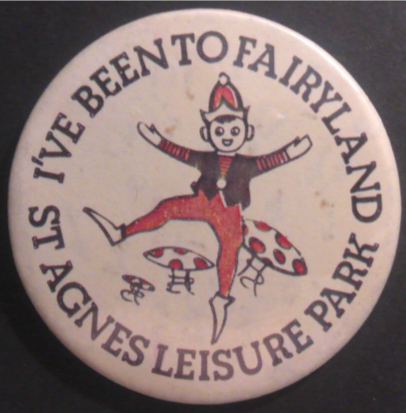 I'VE BEEN TO FAIRYLAND
ST AGNES LEISURE PARK